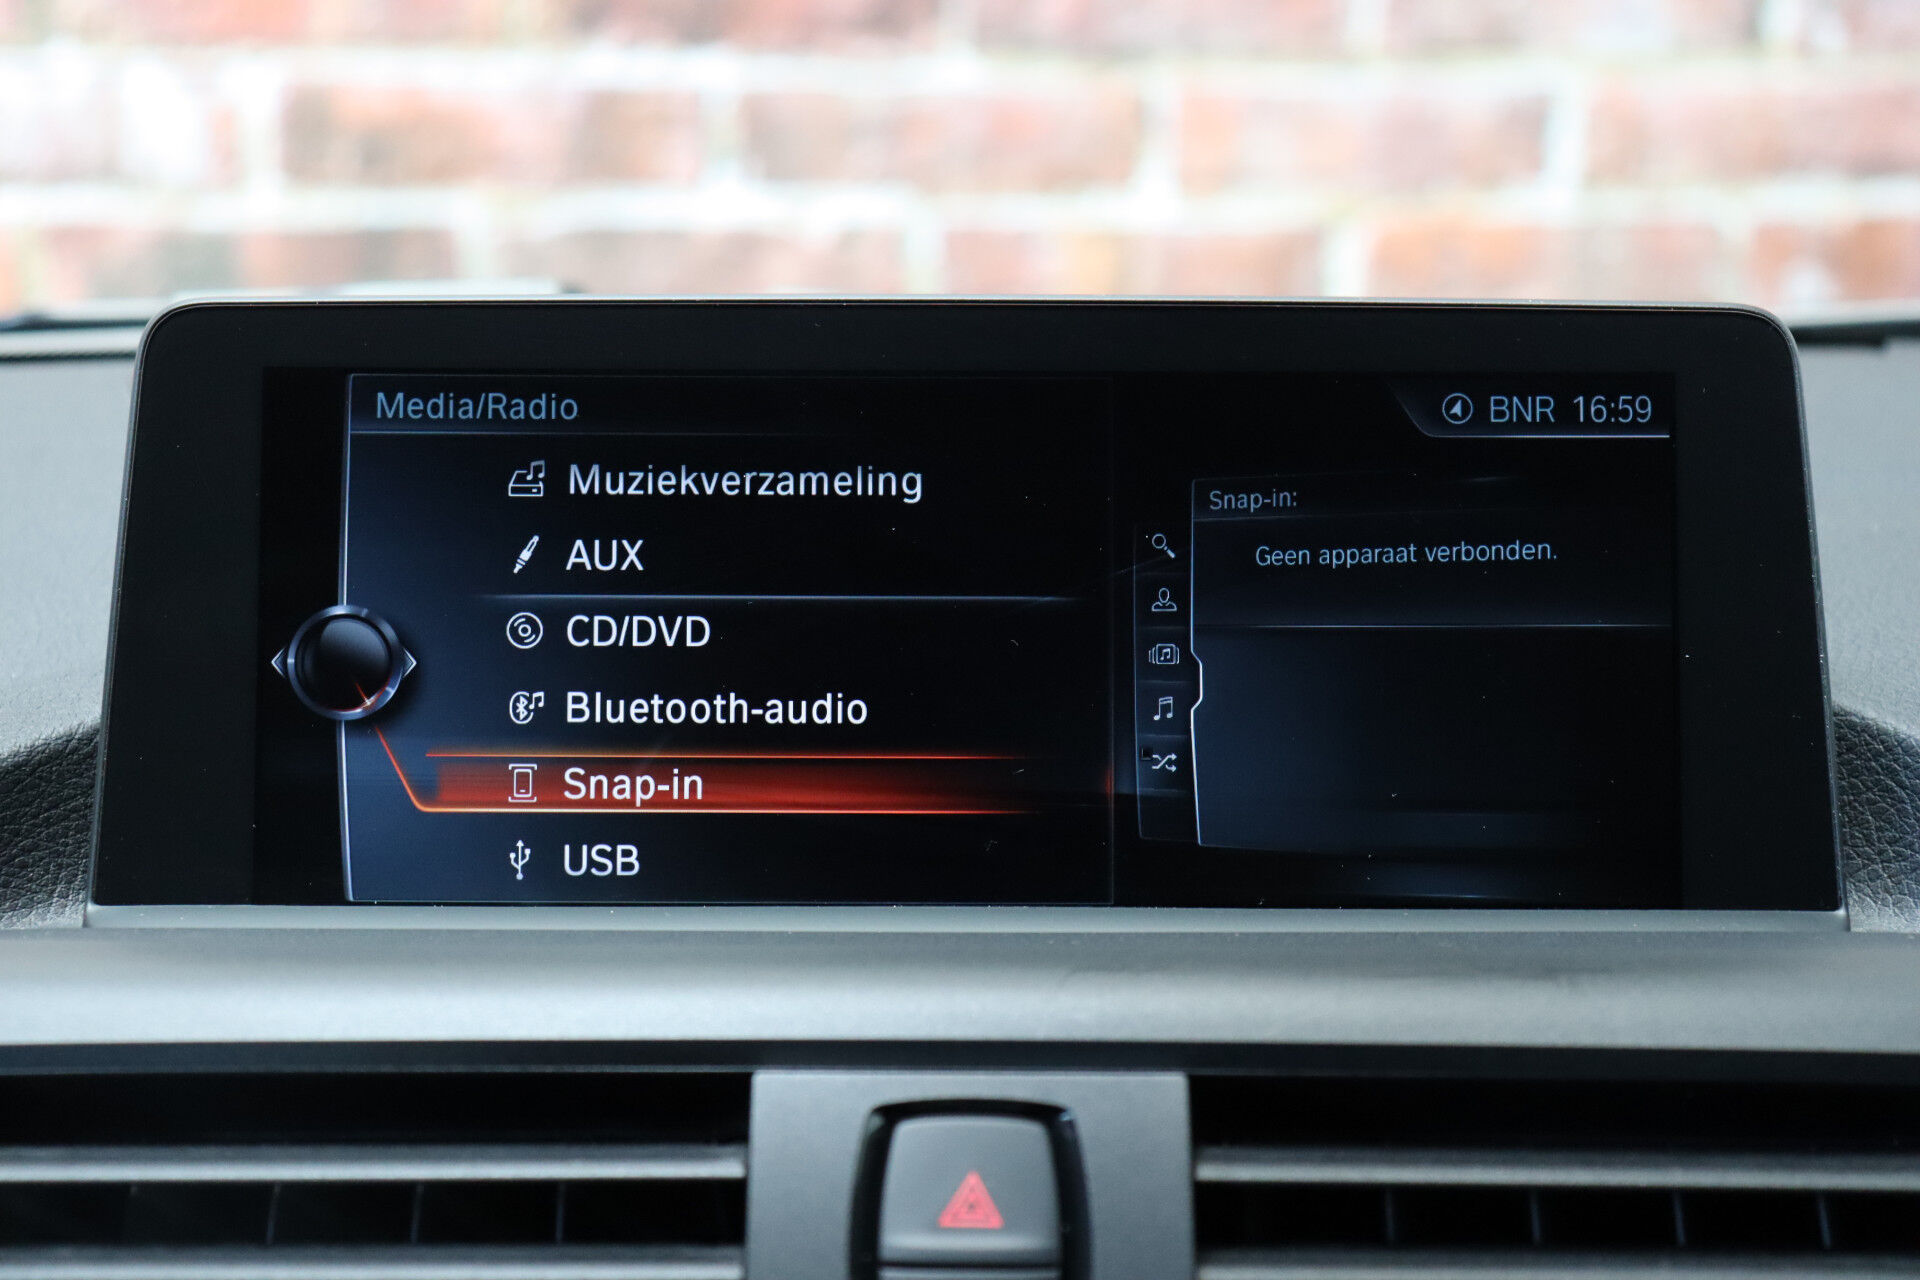 Media/Radio
BNR 16:59
Muziekverzameling
AUX
CD/DVD
Bluetooth-audio
Snap-in
USB
Snap-in:
Geen apparaat verbonden.